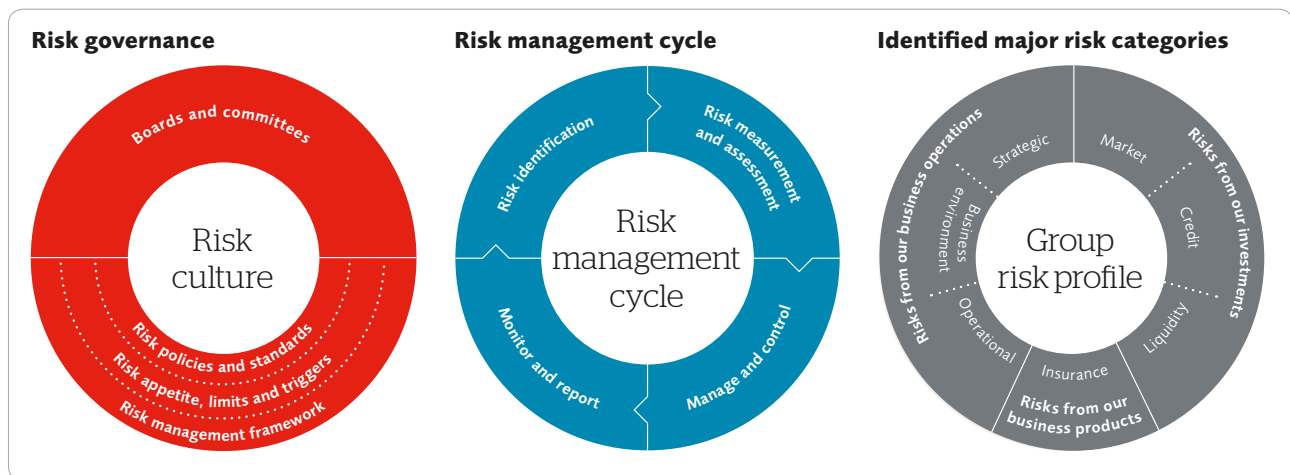 Risk governance
Boards and committees
Risk
culture
Risk policies and standards
Risk appetite, limits and triggers
Risk management framework
Risk management cycle
Risk identification
Risk measurement
and assessment
Risk
management
cycle
Monitor and report
Manage and control
Identified major risk categories
Risks from our business operations
Strategic
Business
environment
Operational
Market
Credit
Liquidity
Risks from our investments
Group
risk profile
Insurance
Risks from our
business products